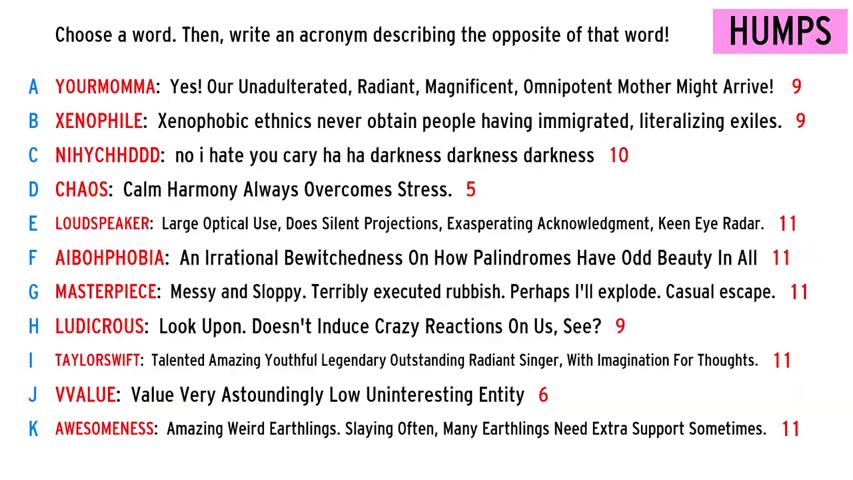 Choose a word. Then, write an acronym describing the opposite of that word!
HUMPS
A YOURMOMMA: Yes! Our Unadulterated, Radiant, Magnificent, Omnipotent Mother Might Arrive! 9
B XENOPHILE: Xenophobic ethnics never obtain people having immigrated, literalizing exiles. 9
C NIHYCHHDDD: no i hate you cary ha ha darkness darkness darkness 10
D CHAOS: Calm Harmony Always Overcomes Stress. 5
E LOUDSPEAKER: Large Optical Use, Does Silent Projections, Exasperating Acknowledgment, Keen Eye Radar. 11
F AIBOHPHOBIA: An Irrational Bewitchedness On How Palindromes Have Odd Beauty In All 11
G MASTERPIECE: Messy and Sloppy. Terribly executed rubbish. Perhaps I'll explode. Casual escape. 11
H LUDICROUS: Look Upon. Doesn't Induce Crazy Reactions On Us, See? 9
I TAYLORSWIFT: Talented Amazing Youthful Legendary Outstanding Radiant Singer, With Imagination For Thoughts. 11
J VVALUE: Value Very Astoundingly Low Uninteresting Entity 6
K AWESOMENESS: Amazing Weird Earthlings. Slaying Often, Many Earthlings Need Extra Support Sometimes. 11